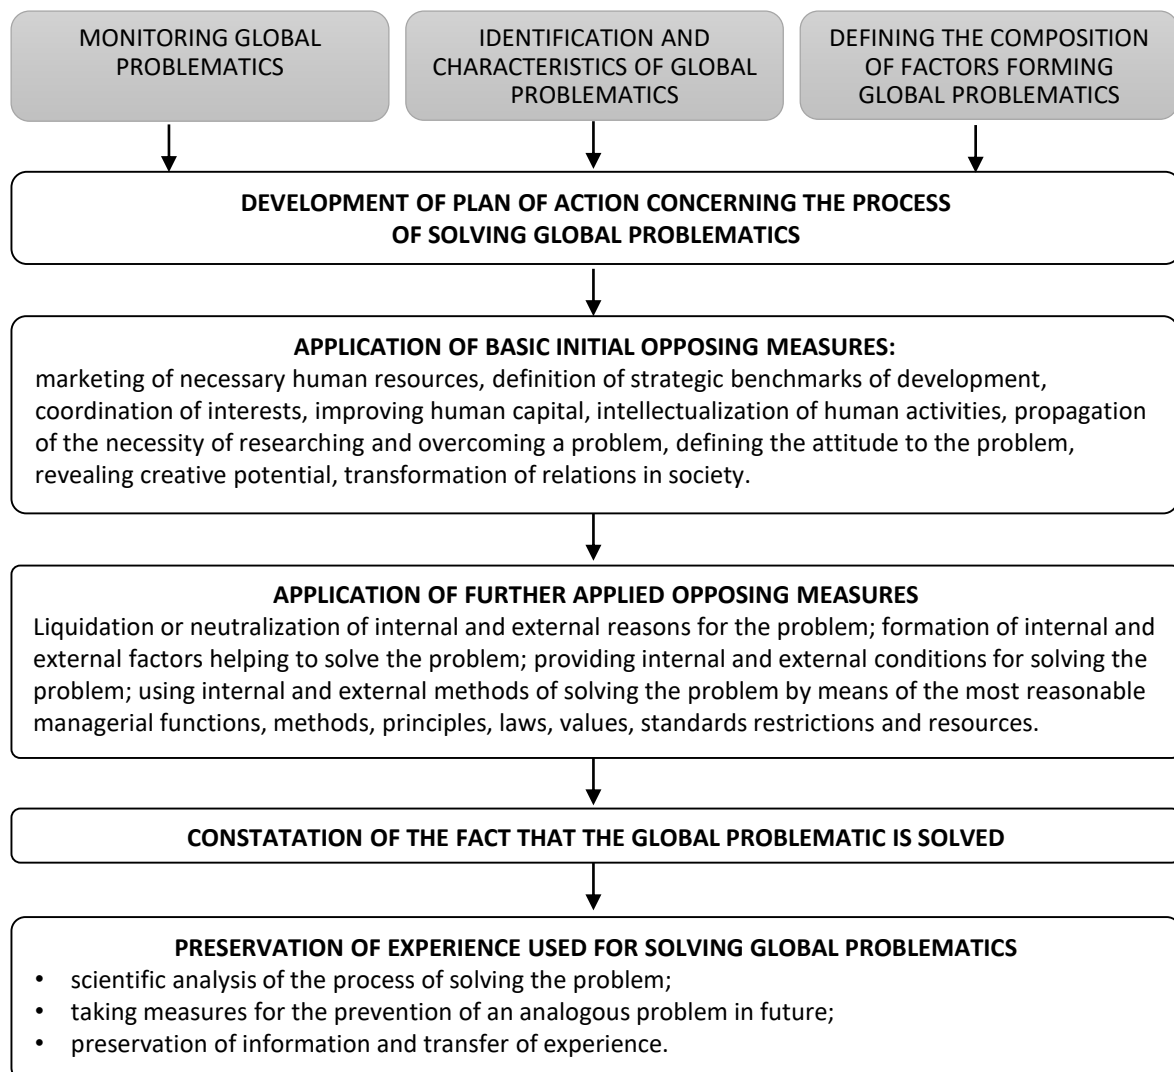 MONITORING GLOBAL
PROBLEMATICS
IDENTIFICATION AND
CHARACTERISTICS OF GLOBAL
PROBLEMATICS
DEFINING THE COMPOSITION
OF FACTORS FORMING
GLOBAL PROBLEMATICS
DEVELOPMENT OF PLAN OF ACTION CONCERNING THE PROCESS
OF SOLVING GLOBAL PROBLEMATICS
APPLICATION OF BASIC INITIAL OPPOSING MEASURES:
marketing of necessary human resources, definition of strategic benchmarks of development,
coordination of interests, improving human capital, intellectualization of human activities, propagation
of the necessity of researching and overcoming a problem, defining the attitude to the problem,
revealing creative potential, transformation of relations in society.
APPLICATION OF FURTHER APPLIED OPPOSING MEASURES
Liquidation or neutralization of internal and external reasons for the problem; formation of internal and
external factors helping to solve the problem; providing internal and external conditions for solving the
problem; using internal and external methods of solving the problem by means of the most reasonable
managerial functions, methods, principles, laws, values, standards restrictions and resources.
CONSTATATION OF THE FACT THAT THE GLOBAL PROBLEMATIC IS SOLVED
PRESERVATION OF EXPERIENCE USED FOR SOLVING GLOBAL PROBLEMATICS
• scientific analysis of the process of solving the problem;
• taking measures for the prevention of an analogous problem in future;
• preservation of information and transfer of experience.